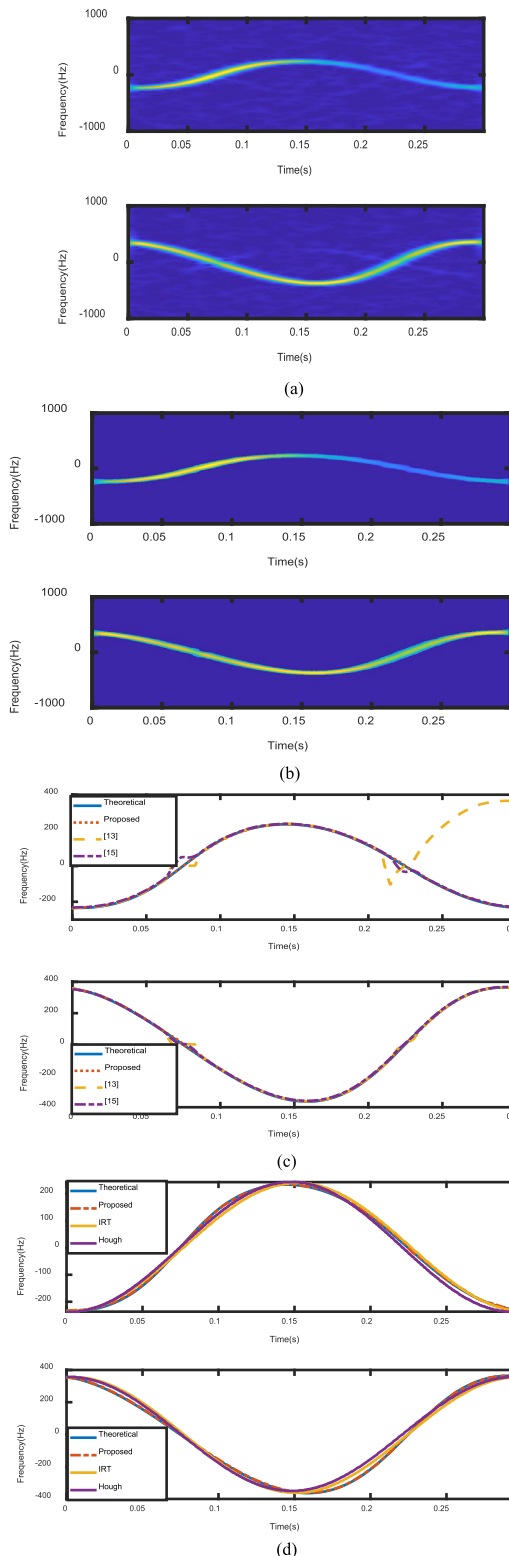 1000
0
-1000
Frequency(Hz)
0 0.05 0.1 0.15 0.2 0.25
Time(s)
1000
0
-1000
Frequency(Hz)
0 0.05 0.1 0.15 0.2 0.25
Time(s)
(a)
1000
0
-1000
Frequency(Hz)
0 0.05 0.1 0.15 0.2 0.25
Time(s)
1000
0
-1000
Frequency(Hz)
0 0.05 0.1 0.15 0.2 0.25
Time(s)
(b)
400
200
0
-200
Frequency(Hz)
Theoretical
Proposed
[13]
[15]
0 0.05 0.1 0.15 0.2 0.25
Time(s)
400
200
0
-200
-400
Frequency(Hz)
Theoretical
Proposed
[13]
[15]
0 0.05 0.1 0.15 0.2 0.25
Time(s)
(c)
200
100
0
-100
-200
Frequency(Hz)
Theoretical
Proposed
IRT
Hough
0 0.05 0.1 0.15 0.2 0.25
Time(s)
400
200
0
-200
-400
Frequency(Hz)
Theoretical
Proposed
IRT
Hough
0 0.05 0.1 0.15 0.2 0.25
Time(s)
(d)